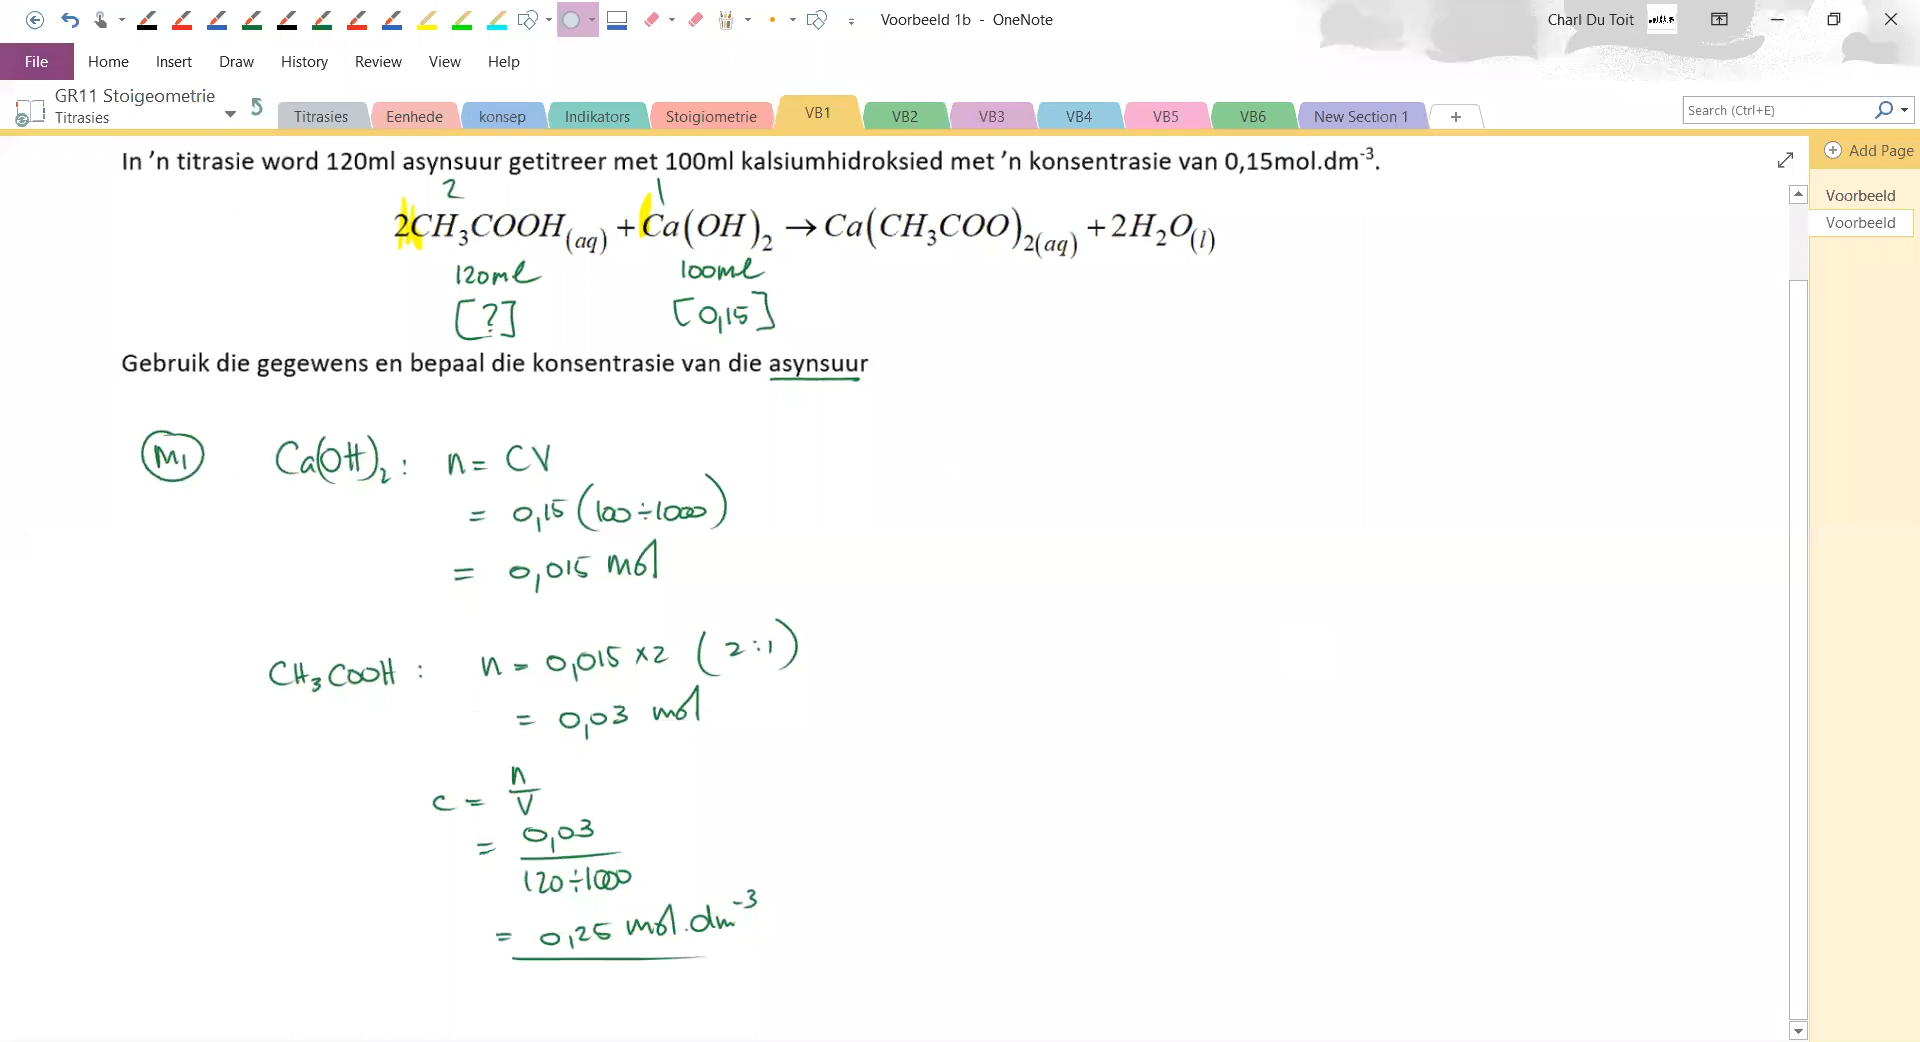 Voorbeeld 1b - OneNote
Charl Du Toit
File Home Insert Draw History Review View Help
GR11 Stoigeometrie
Titrasies
Titrasies Eenhede konsep Indikators Stoigiometrie VB1 VB2 VB3 VB4 VB5 VB6 New Section 1 +
Search (Ctrl+E)
Add Page
Voorbeeld
Voorbeeld
In 'n titrasie word 120ml asynsuur getitreer met 100ml kalsiumhidroksied met 'n konsentrasie van 0,15mol.dm⁻³.
2 1
2CH₃COOH(aq) + Ca(OH)₂ → Ca(CH₃COO)₂(aq) + 2H₂O(l)
120ml 100ml
[?] [0,15]
Gebruik die gegewens en bepaal die konsentrasie van die asynsuur
M1 Ca(OH)₂ : n = CV
= 0,15 (100÷1000)
= 0,015 mol
CH₃COOH : n = 0,015 ×2 (2:1)
= 0,03 mol
c = n/V
= 0,03
120÷1000
= 0,25 mol.dm⁻³